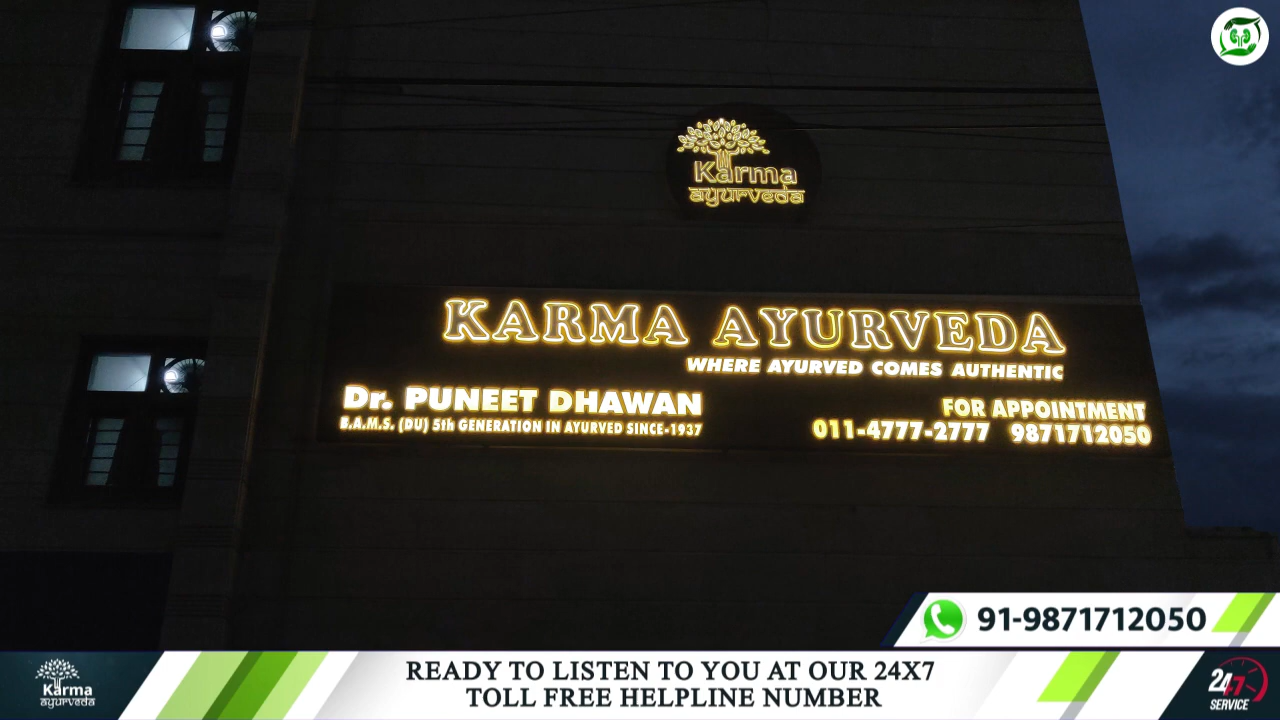 Karma
ayurveda
KARMA AYURVEDA
WHERE AYURVED COMES AUTHENTIC
Dr. PUNEET DHAWAN
B.A.M.S. (DU) 5th GENERATION IN AYURVED SINCE-1937
FOR APPOINTMENT
011-4777-2777 9871712050
91-9871712050
Karma
ayurveda
READY TO LISTEN TO YOU AT OUR 24X7
TOLL FREE HELPLINE NUMBER
24/7
SERVICE